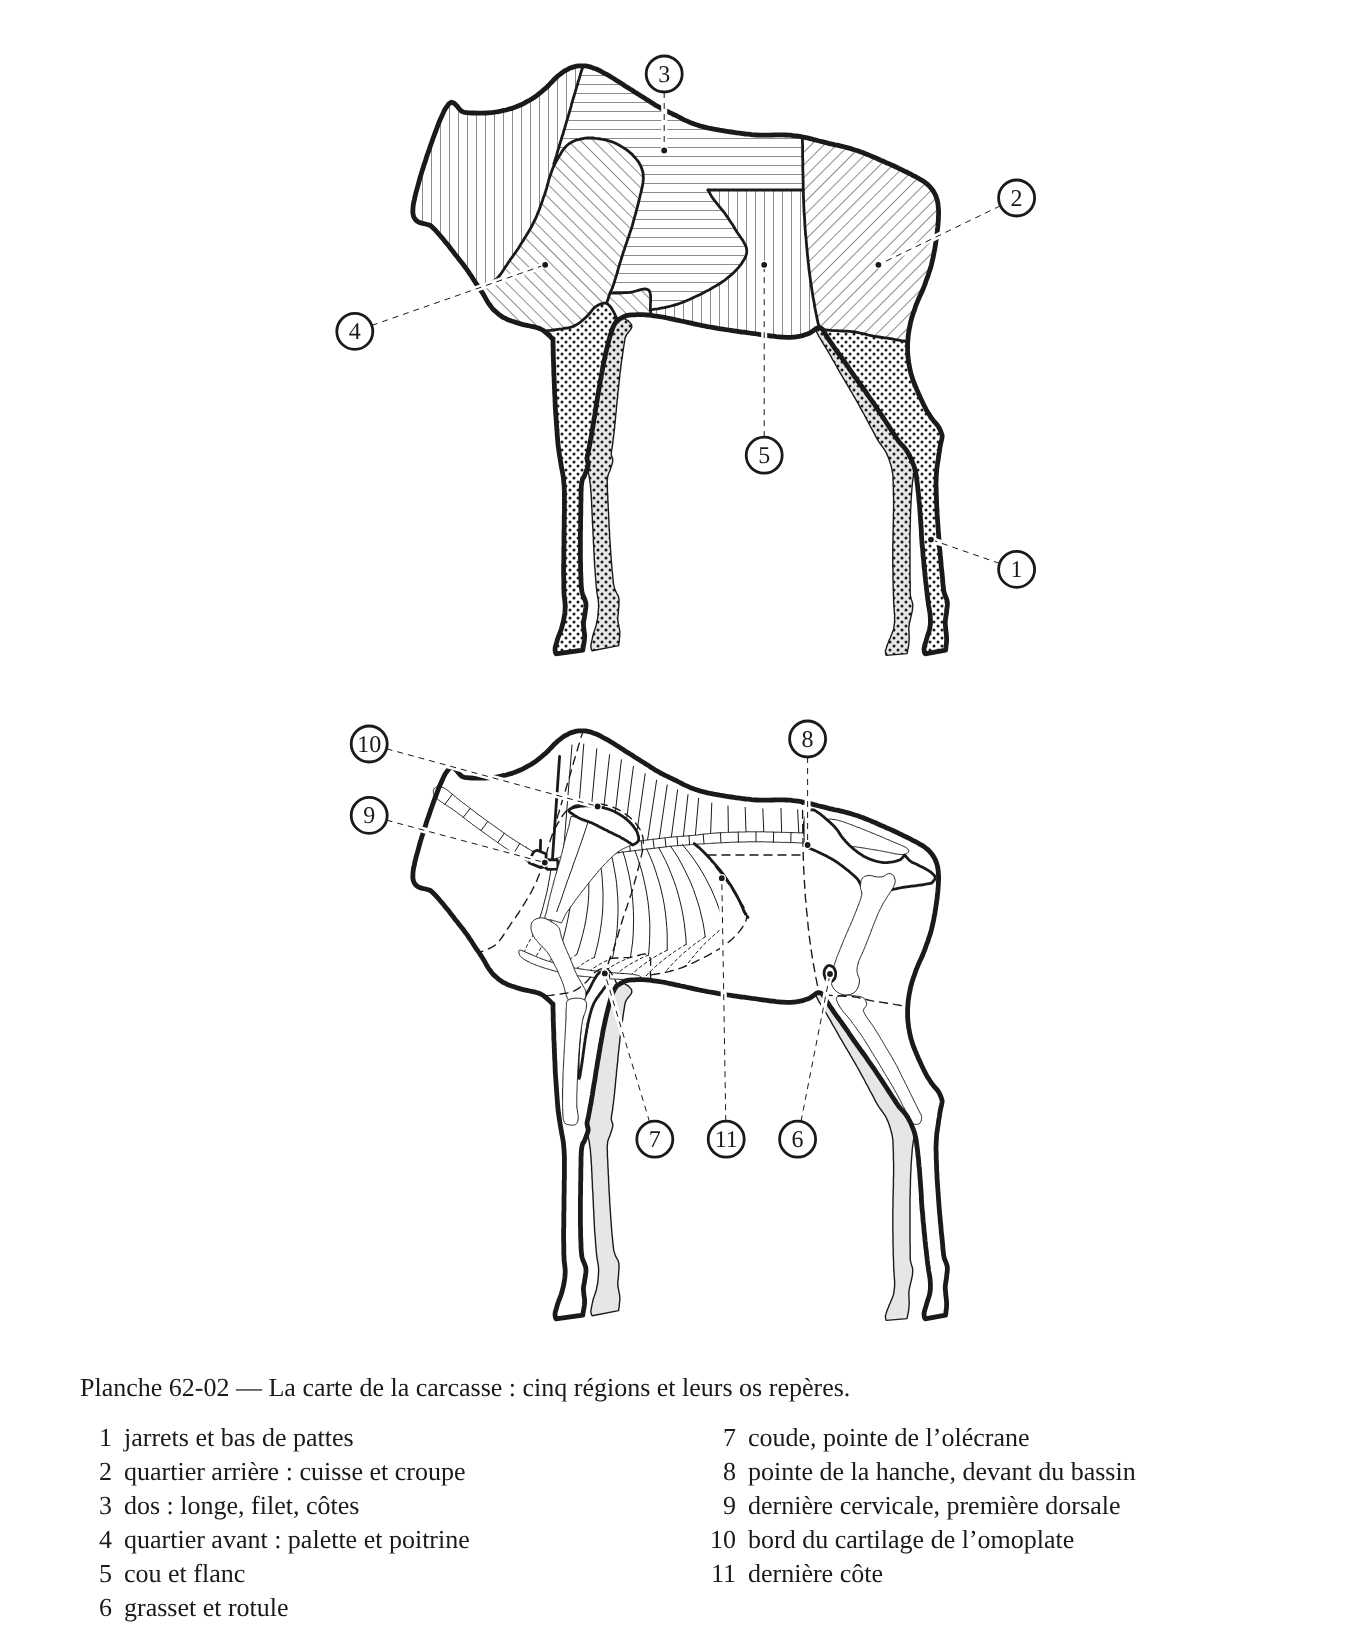 3
2
4
5
1
10
8
9
7
11
6
Planche 62-02 — La carte de la carcasse : cinq régions et leurs os repères.
1 jarrets et bas de pattes
2 quartier arrière : cuisse et croupe
3 dos : longe, filet, côtes
4 quartier avant : palette et poitrine
5 cou et flanc
6 grasset et rotule
7 coude, pointe de l’olécrane
8 pointe de la hanche, devant du bassin
9 dernière cervicale, première dorsale
10 bord du cartilage de l’omoplate
11 dernière côte